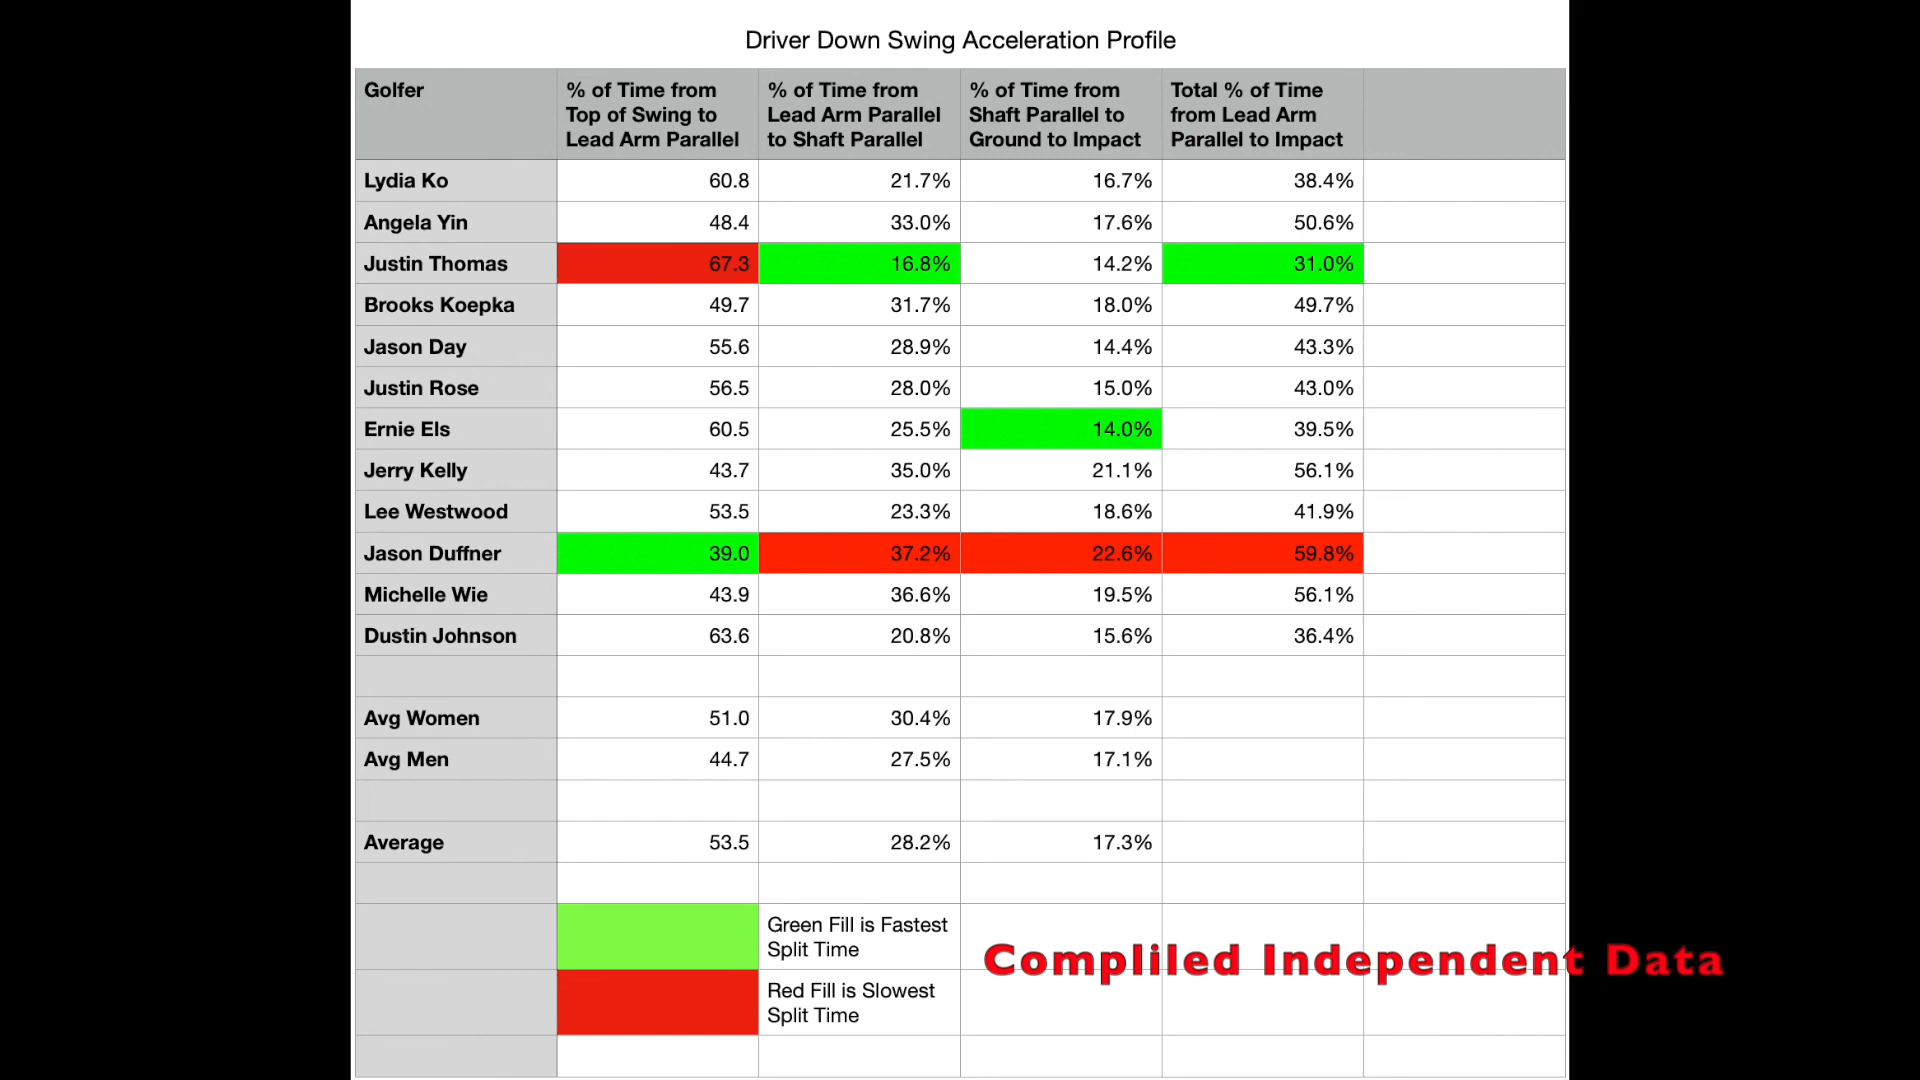 Driver Down Swing Acceleration Profile
Golfer
% of Time from
Top of Swing to
Lead Arm Parallel
% of Time from
Lead Arm Parallel
to Shaft Parallel
% of Time from
Shaft Parallel to
Ground to Impact
Total % of Time
from Lead Arm
Parallel to Impact
Lydia Ko 60.8 21.7% 16.7% 38.4%
Angela Yin 48.4 33.0% 17.6% 50.6%
Justin Thomas 67.3 16.8% 14.2% 31.0%
Brooks Koepka 49.7 31.7% 18.0% 49.7%
Jason Day 55.6 28.9% 14.4% 43.3%
Justin Rose 56.5 28.0% 15.0% 43.0%
Ernie Els 60.5 25.5% 14.0% 39.5%
Jerry Kelly 43.7 35.0% 21.1% 56.1%
Lee Westwood 53.5 23.3% 18.6% 41.9%
Jason Duffner 39.0 37.2% 22.6% 59.8%
Michelle Wie 43.9 36.6% 19.5% 56.1%
Dustin Johnson 63.6 20.8% 15.6% 36.4%
Avg Women 51.0 30.4% 17.9%
Avg Men 44.7 27.5% 17.1%
Average 53.5 28.2% 17.3%
Green Fill is Fastest
Split Time
Red Fill is Slowest
Split Time
Compliled Independent Data